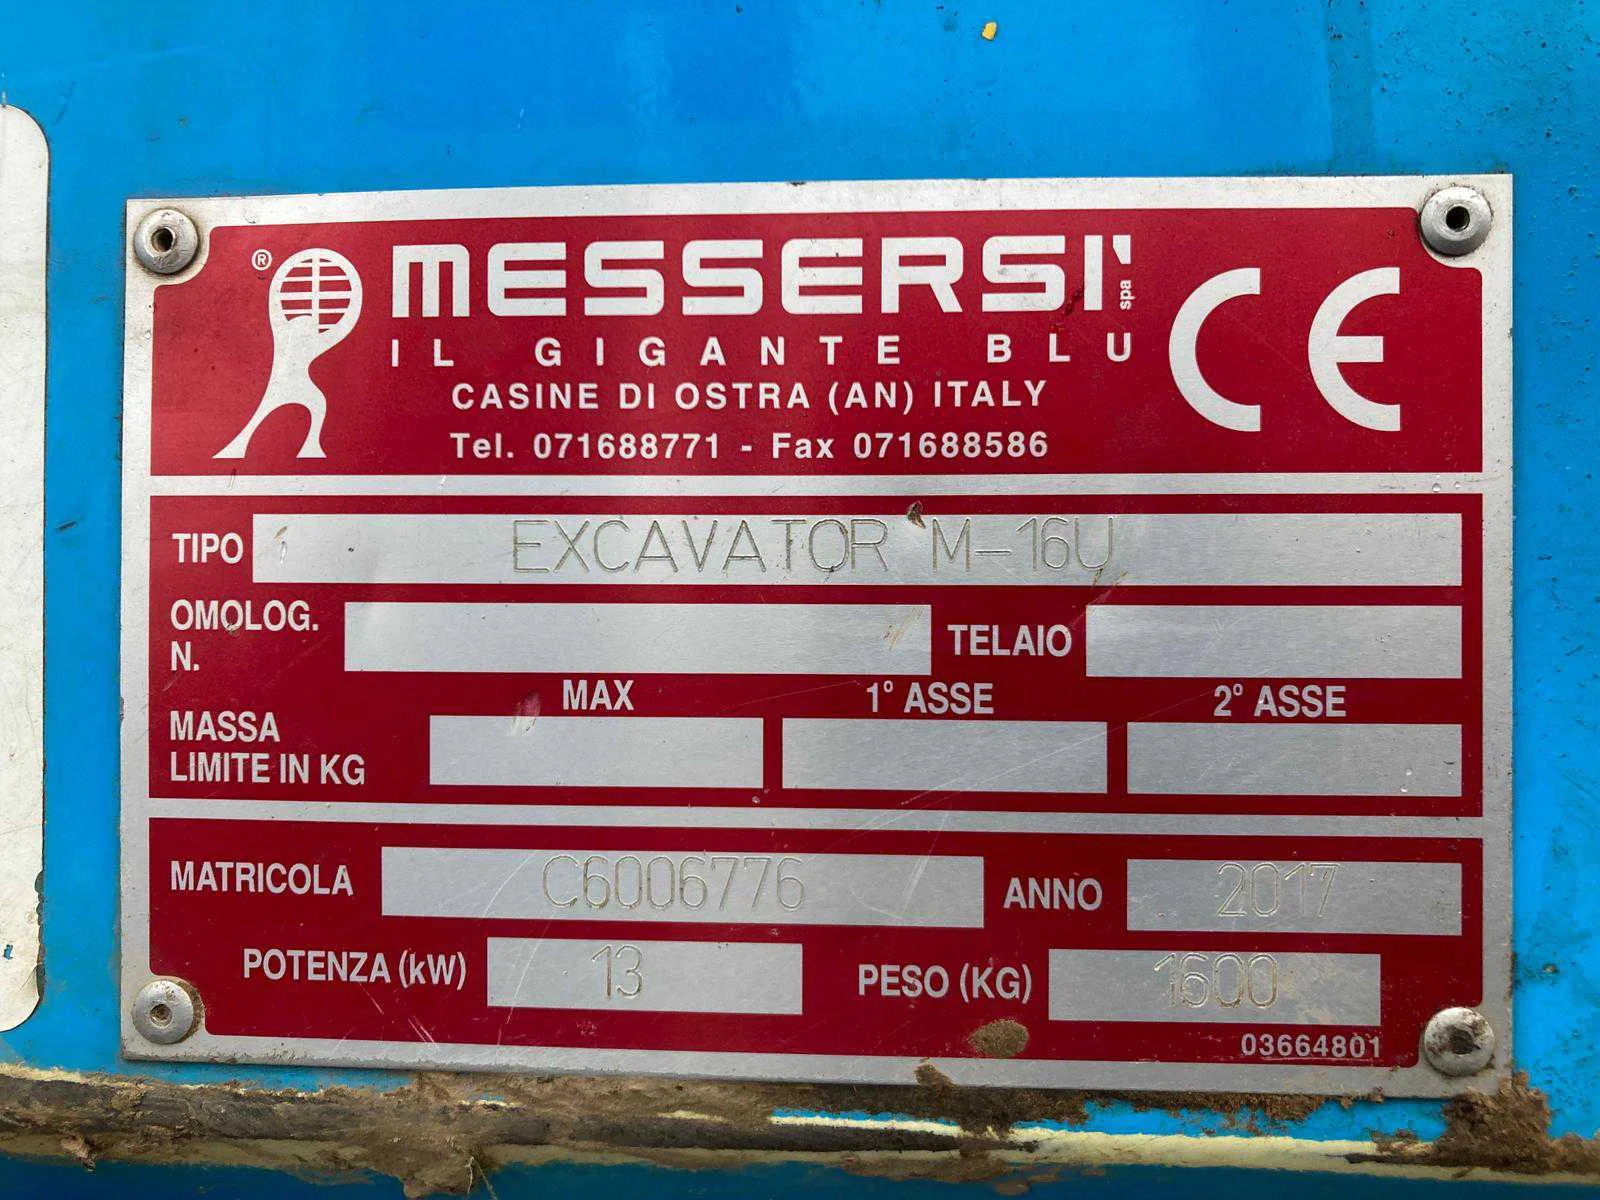 ®
MESSERSI' spa
IL GIGANTE BLU
CASINE DI OSTRA (AN) ITALY
Tel. 071688771 - Fax 071688586
CE
TIPO EXCAVATOR M-16U
OMOLOG. N. TELAIO
MAX 1° ASSE 2° ASSE
MASSA
LIMITE IN KG
MATRICOLA C6006776 ANNO 2017
POTENZA (kW) 13 PESO (KG) 1600
03664801